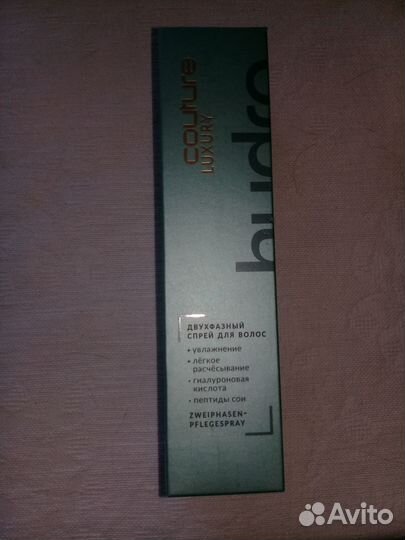 couture
LUXURY
hydro
ДВУХФАЗНЫЙ
СПРЕЙ ДЛЯ ВОЛОС
• увлажнение
• лёгкое
расчёсывание
• гиалуроновая
кислота
• пептиды сои
ZWEIPHASEN-
PFLEGESPRAY
Avito